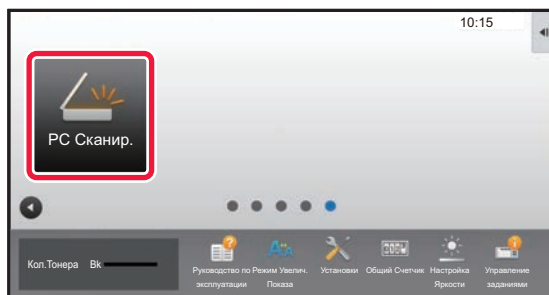 10:15
PC Сканир.
Кол.Тонера Bk
Руководство по
эксплуатации
Режим Увелич.
Показа
Установки
Общий Счетчик
Настройка
Яркости
Управление
заданиями